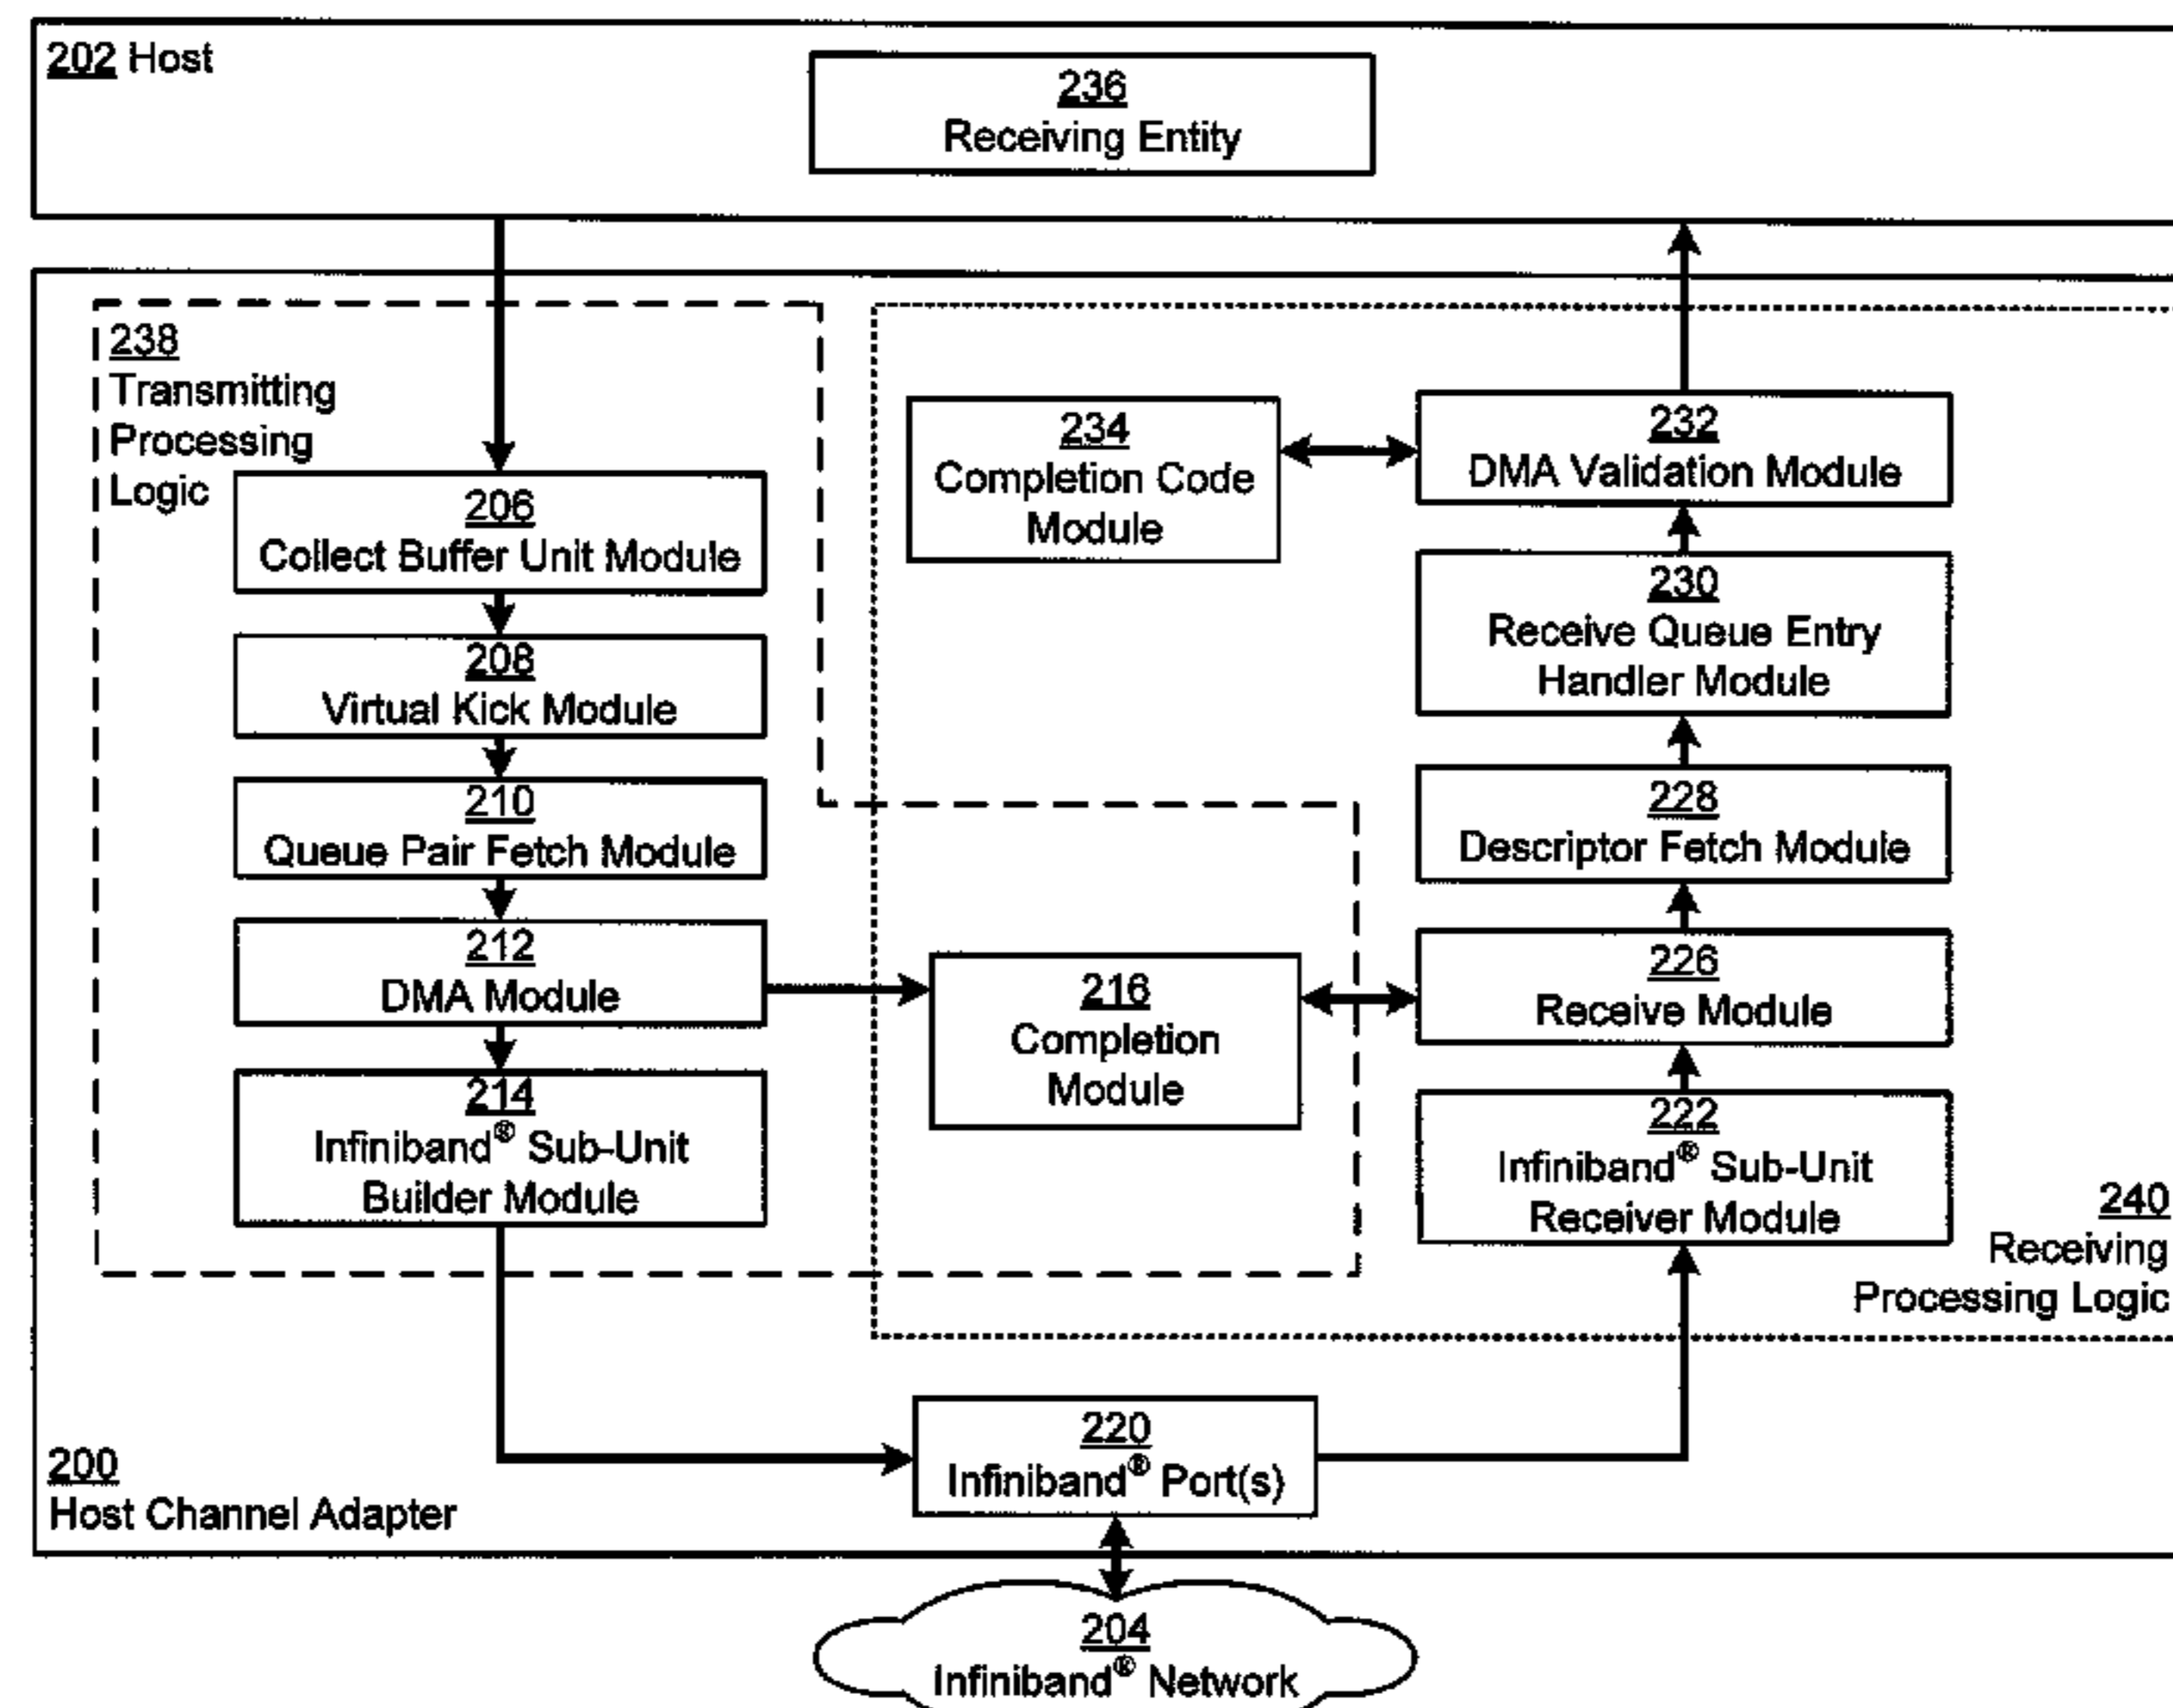 202 Host
236
Receiving Entity
238
Transmitting
Processing
Logic
206
Collect Buffer Unit Module
208
Virtual Kick Module
210
Queue Pair Fetch Module
212
DMA Module
214
Infiniband® Sub-Unit
Builder Module
234
Completion Code
Module
216
Completion
Module
232
DMA Validation Module
230
Receive Queue Entry
Handler Module
228
Descriptor Fetch Module
226
Receive Module
222
Infiniband® Sub-Unit
Receiver Module
240
Receiving
Processing Logic
220
Infiniband® Port(s)
200
Host Channel Adapter
204
Infiniband® Network